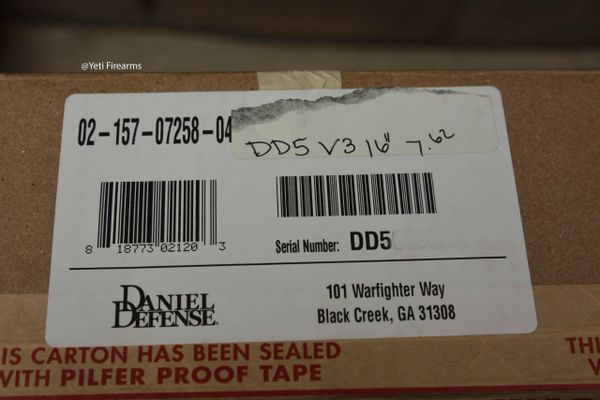 @Yeti Firearms
02-157-07258-04
DD5 V3 16" 7.62
8 18773 02120 3
Serial Number: DD5
DANIEL
DEFENSE.
101 Warfighter Way
Black Creek, GA 31308
IS CARTON HAS BEEN SEALED
WITH PILFER PROOF TAPE
THI
W